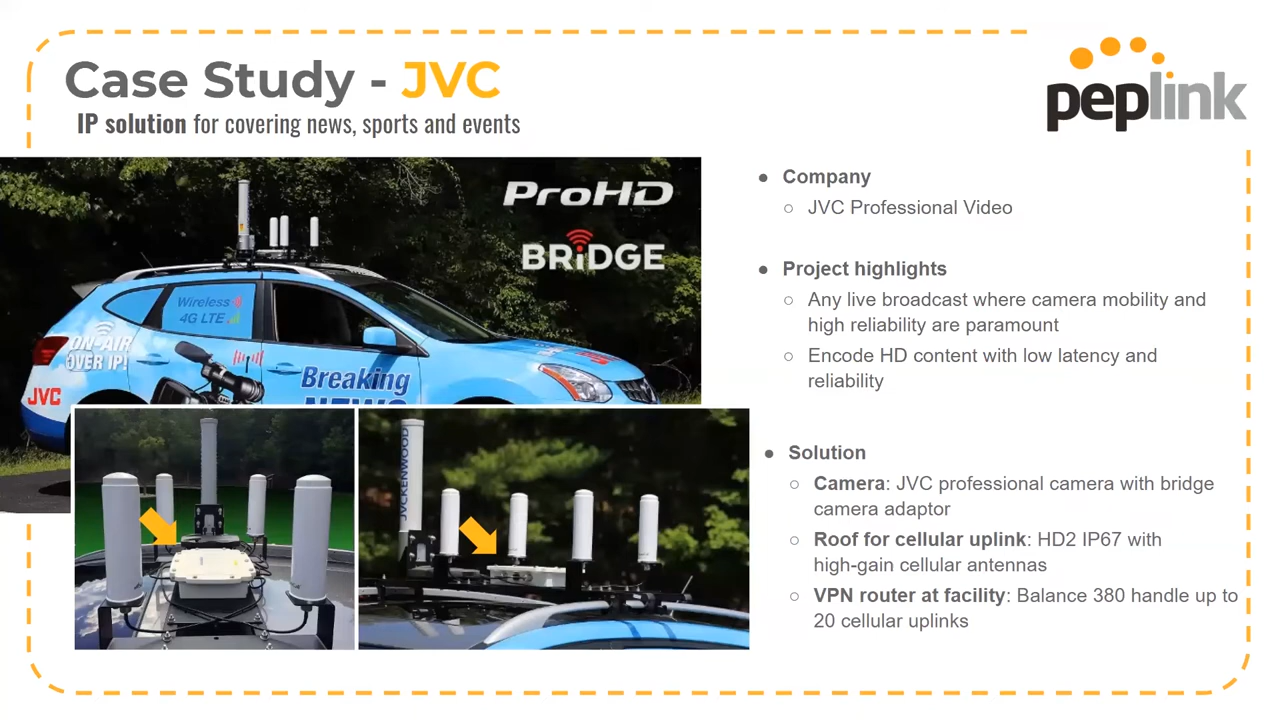 Case Study - JVC
IP solution for covering news, sports and events
peplink
ProHD
BRiDGE
Wireless
4G LTE
ON-AIR
OVER IP!
JVC
Breaking
NEWS
JVCKENWOOD
● Company
○ JVC Professional Video
● Project highlights
○ Any live broadcast where camera mobility and
high reliability are paramount
○ Encode HD content with low latency and
reliability
● Solution
○ Camera: JVC professional camera with bridge
camera adaptor
○ Roof for cellular uplink: HD2 IP67 with
high-gain cellular antennas
○ VPN router at facility: Balance 380 handle up to
20 cellular uplinks